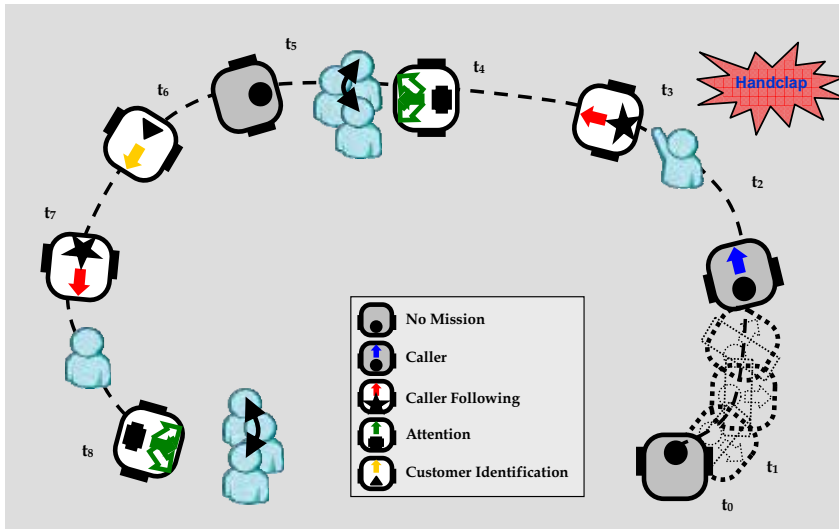 t₅
t₆
t₄
t₃
Handclap
t₂
t₇
No Mission
Caller
Caller Following
Attention
Customer Identification
t₈
t₁
t₀